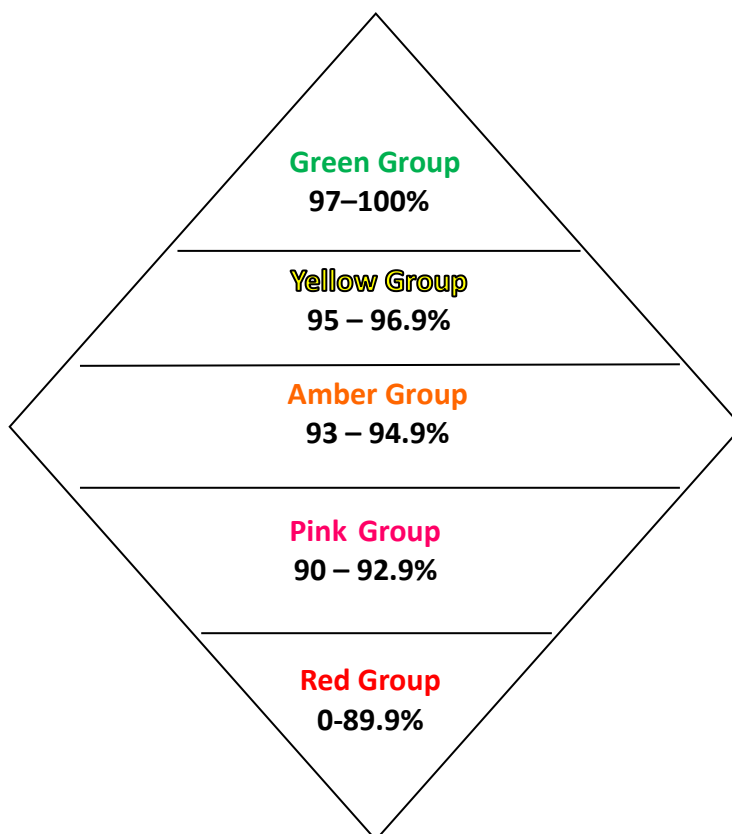 Green Group
97–100%
Yellow Group
95 – 96.9%
Amber Group
93 – 94.9%
Pink Group
90 – 92.9%
Red Group
0-89.9%